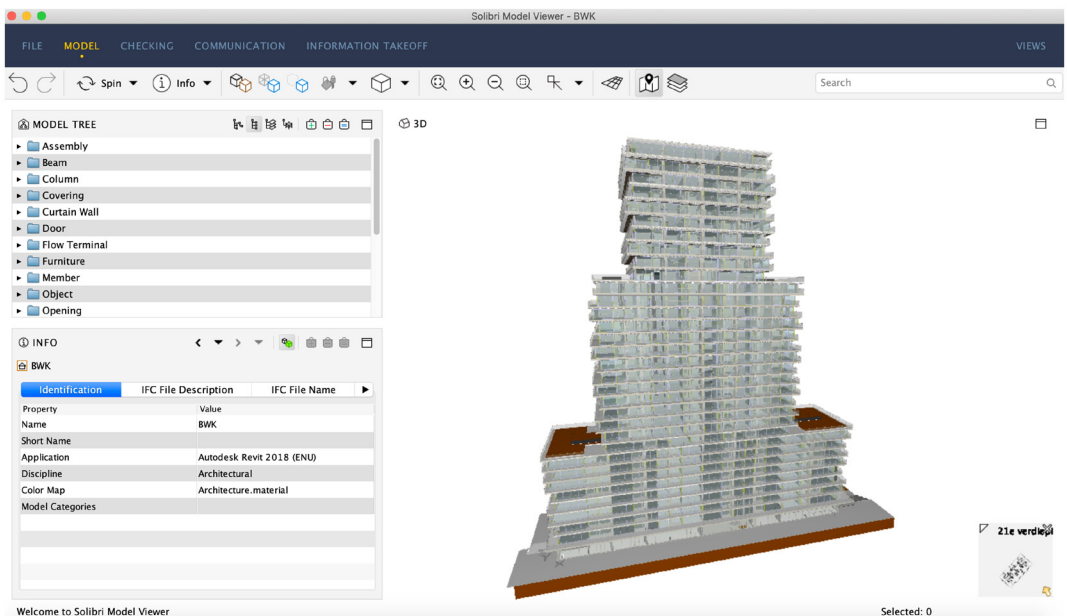 Solibri Model Viewer - BWK
FILE MODEL CHECKING COMMUNICATION INFORMATION TAKEOFF VIEWS
Spin Info Search
MODEL TREE
3D
Assembly
Beam
Column
Covering
Curtain Wall
Door
Flow Terminal
Furniture
Member
Object
Opening
INFO
BWK
Identification IFC File Description IFC File Name
Property Value
Name BWK
Short Name
Application Autodesk Revit 2018 (ENU)
Discipline Architectural
Color Map Architecture.material
Model Categories
21e
Welcome to Solibri Model Viewer Selected: 0